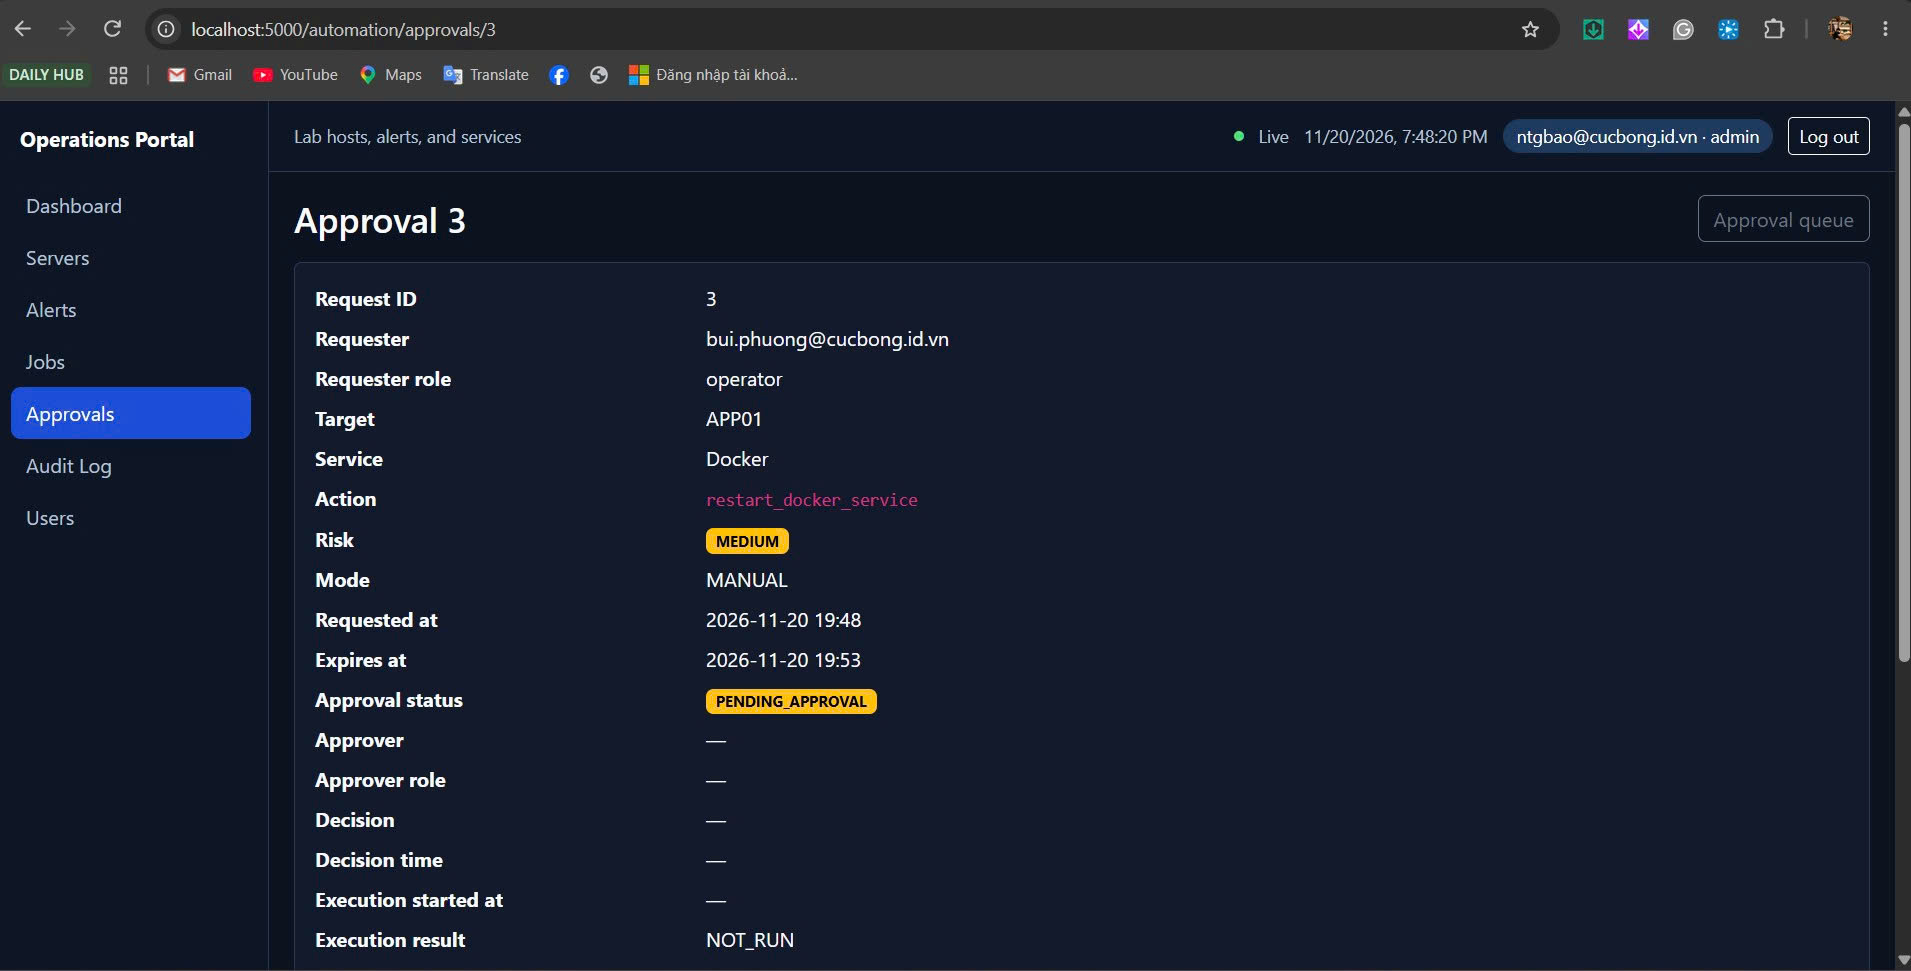 localhost:5000/automation/approvals/3
DAILY HUB
Gmail
YouTube
Maps
Translate
Đăng nhập tài khoả...
Operations Portal
Lab hosts, alerts, and services
Live
11/20/2026, 7:48:20 PM
ntgbao@cucbong.id.vn · admin
Log out
Dashboard
Servers
Alerts
Jobs
Approvals
Audit Log
Users
Approval 3
Approval queue
Request ID 3
Requester bui.phuong@cucbong.id.vn
Requester role operator
Target APP01
Service Docker
Action restart_docker_service
Risk MEDIUM
Mode MANUAL
Requested at 2026-11-20 19:48
Expires at 2026-11-20 19:53
Approval status PENDING_APPROVAL
Approver —
Approver role —
Decision —
Decision time —
Execution started at —
Execution result NOT_RUN